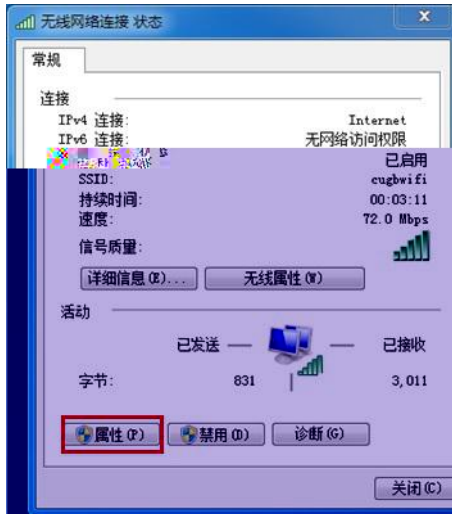 无线网络连接 状态
常规
连接
IPv4 连接: Internet
IPv6 连接: 无网络访问权限
已启用
SSID: cugbwifi
持续时间: 00:03:11
速度: 72.0 Mbps
信号质量:
详细信息(E)... 无线属性(W)
活动
已发送 — — 已接收
字节: 831 3,011
属性(P) 禁用(D) 诊断(G)
关闭(C)